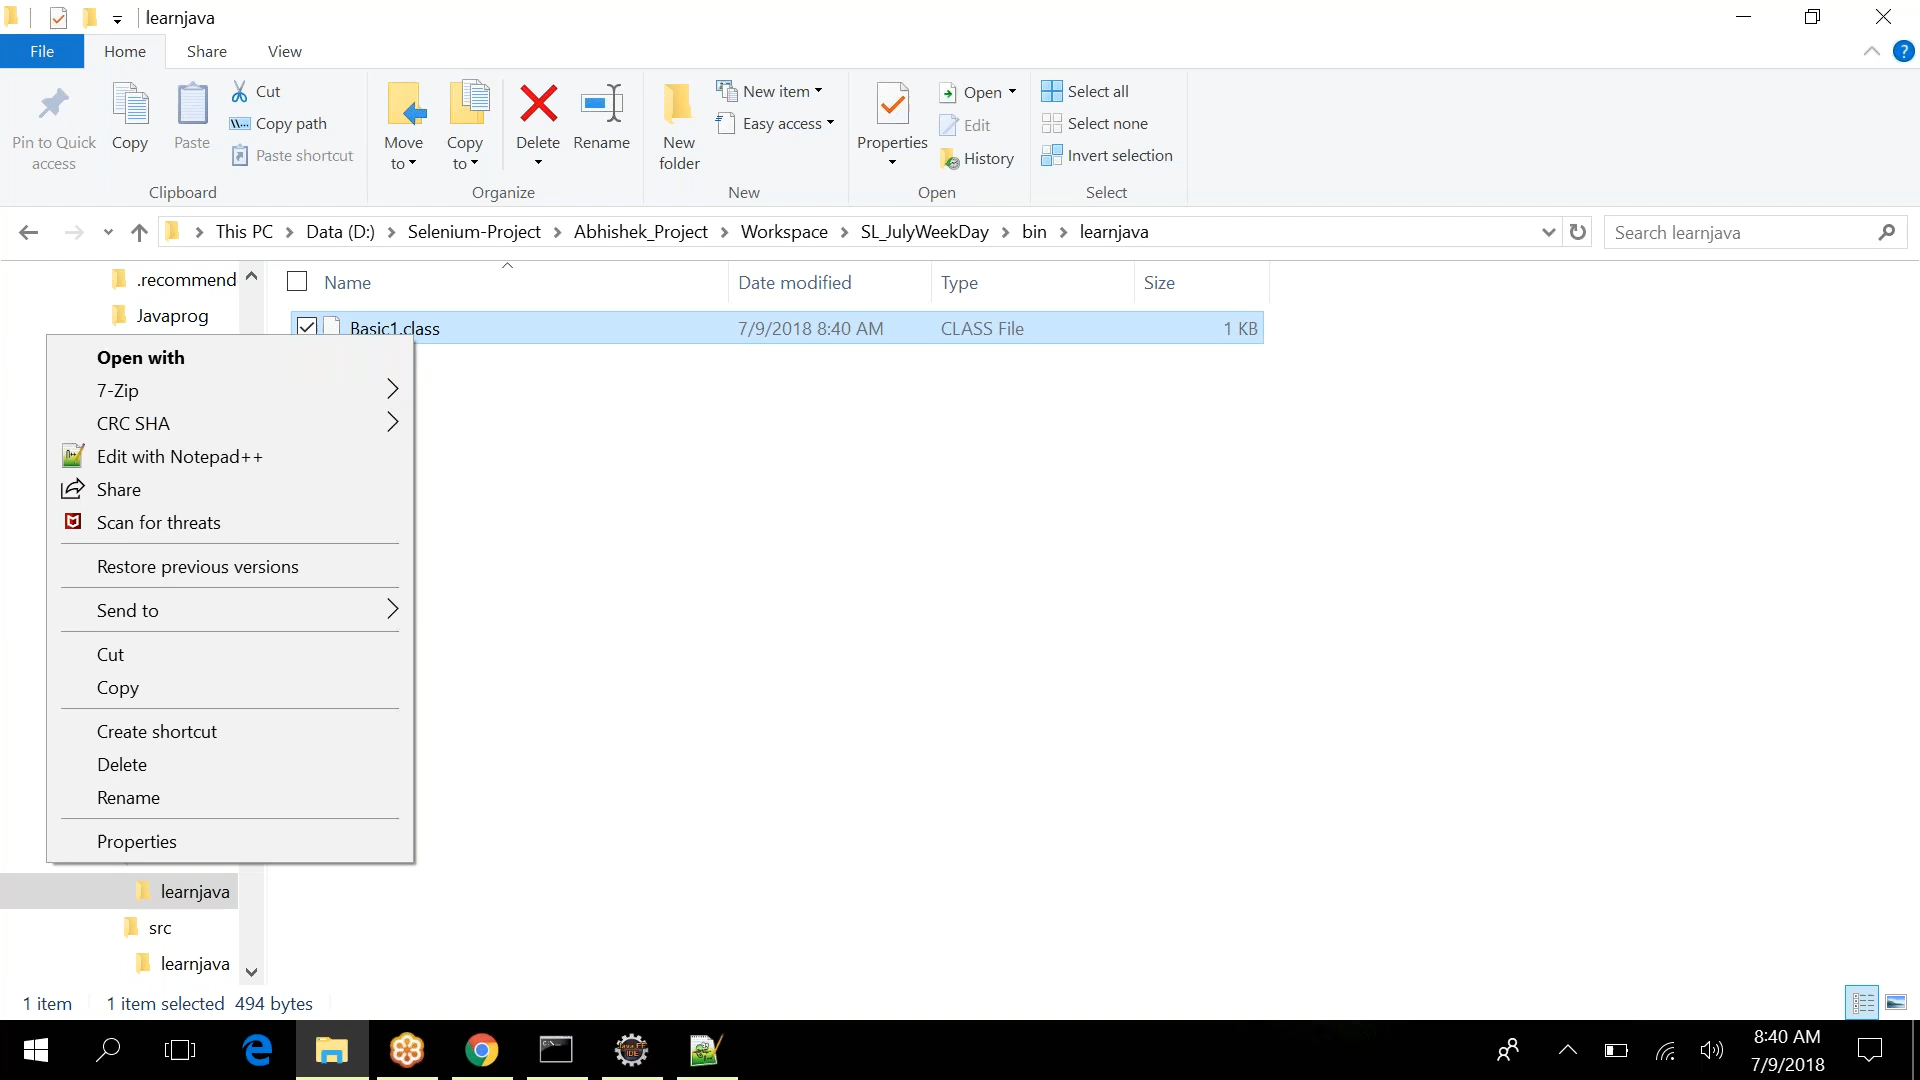 learnjava
File Home Share View
Pin to Quick access
Copy
Paste
Cut
Copy path
Paste shortcut
Clipboard
Move to
Copy to
Delete
Rename
Organize
New folder
New item
Easy access
New
Properties
Open
Edit
History
Open
Select all
Select none
Invert selection
Select
This PC Data (D:) Selenium-Project Abhishek_Project Workspace SL_JulyWeekDay bin learnjava
Search learnjava
.recommend
Javaprog
Name Date modified Type Size
Basic1.class 7/9/2018 8:40 AM CLASS File 1 KB
Open with
7-Zip
CRC SHA
Edit with Notepad++
Share
Scan for threats
Restore previous versions
Send to
Cut
Copy
Create shortcut
Delete
Rename
Properties
learnjava
src
learnjava
1 item 1 item selected 494 bytes
8:40 AM
7/9/2018